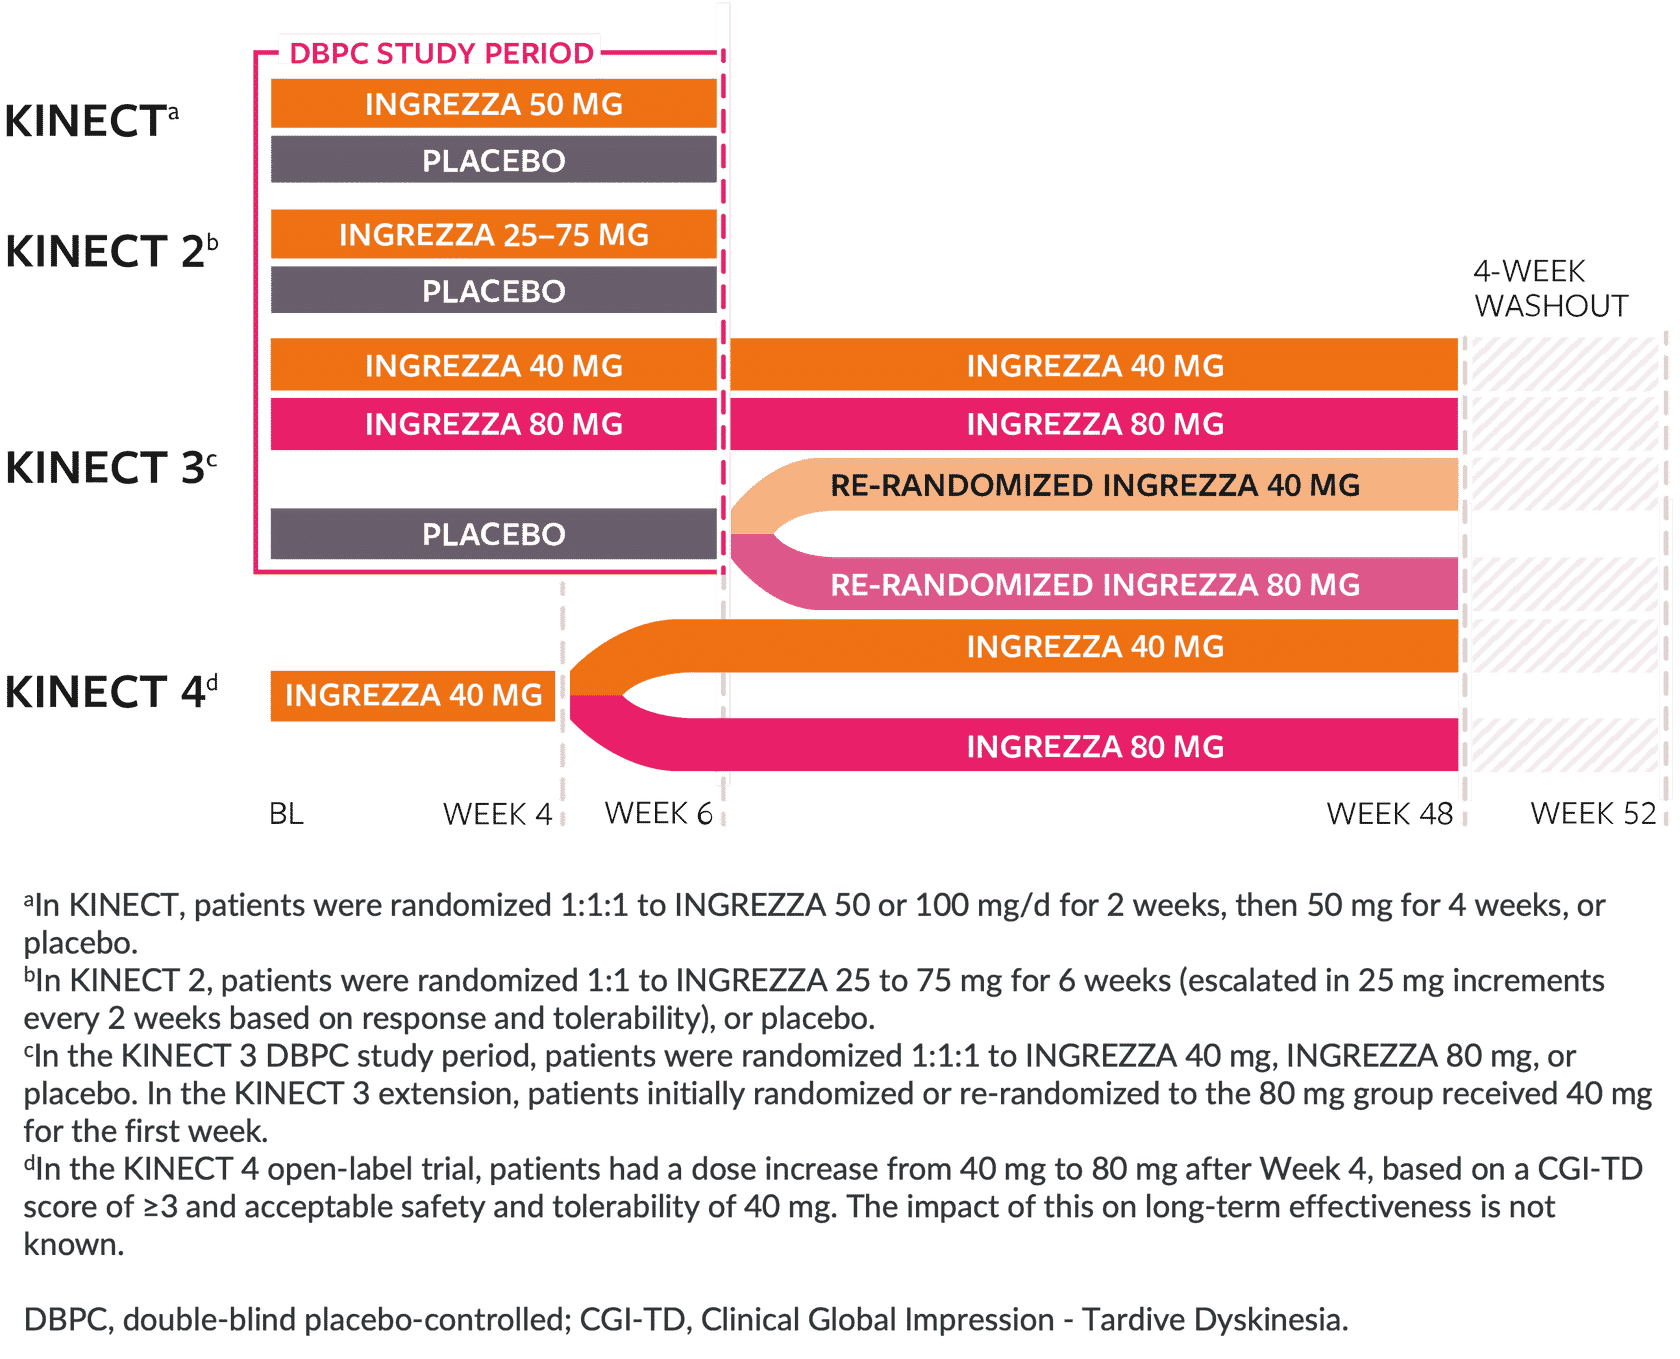 DBPC STUDY PERIOD
KINECTa
INGREZZA 50 MG
PLACEBO
KINECT 2b
INGREZZA 25–75 MG
PLACEBO
4-WEEK
WASHOUT
INGREZZA 40 MG
INGREZZA 40 MG
INGREZZA 80 MG
INGREZZA 80 MG
KINECT 3c
RE-RANDOMIZED INGREZZA 40 MG
PLACEBO
RE-RANDOMIZED INGREZZA 80 MG
INGREZZA 40 MG
KINECT 4d
INGREZZA 40 MG
INGREZZA 80 MG
BL
WEEK 4
WEEK 6
WEEK 48
WEEK 52
aIn KINECT, patients were randomized 1:1:1 to INGREZZA 50 or 100 mg/d for 2 weeks, then 50 mg for 4 weeks, or
placebo.
bIn KINECT 2, patients were randomized 1:1 to INGREZZA 25 to 75 mg for 6 weeks (escalated in 25 mg increments
every 2 weeks based on response and tolerability), or placebo.
cIn the KINECT 3 DBPC study period, patients were randomized 1:1:1 to INGREZZA 40 mg, INGREZZA 80 mg, or
placebo. In the KINECT 3 extension, patients initially randomized or re-randomized to the 80 mg group received 40 mg
for the first week.
dIn the KINECT 4 open-label trial, patients had a dose increase from 40 mg to 80 mg after Week 4, based on a CGI-TD
score of ≥3 and acceptable safety and tolerability of 40 mg. The impact of this on long-term effectiveness is not
known.
DBPC, double-blind placebo-controlled; CGI-TD, Clinical Global Impression - Tardive Dyskinesia.